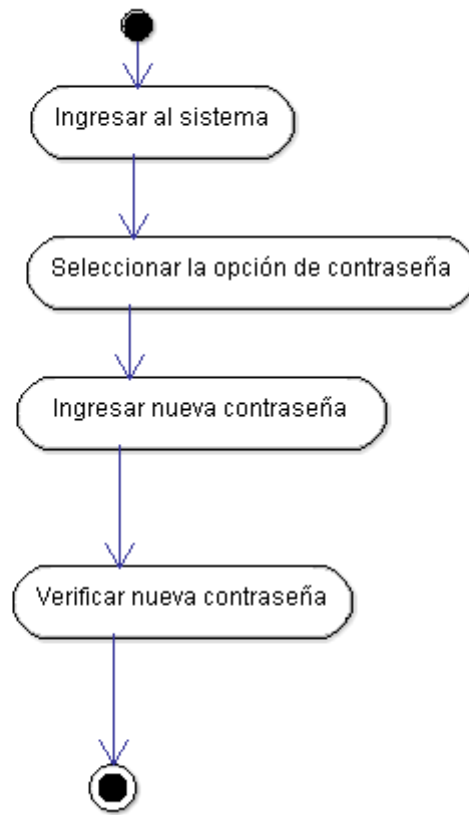 Ingresar al sistema
Seleccionar la opción de contraseña
Ingresar nueva contraseña
Verificar nueva contraseña